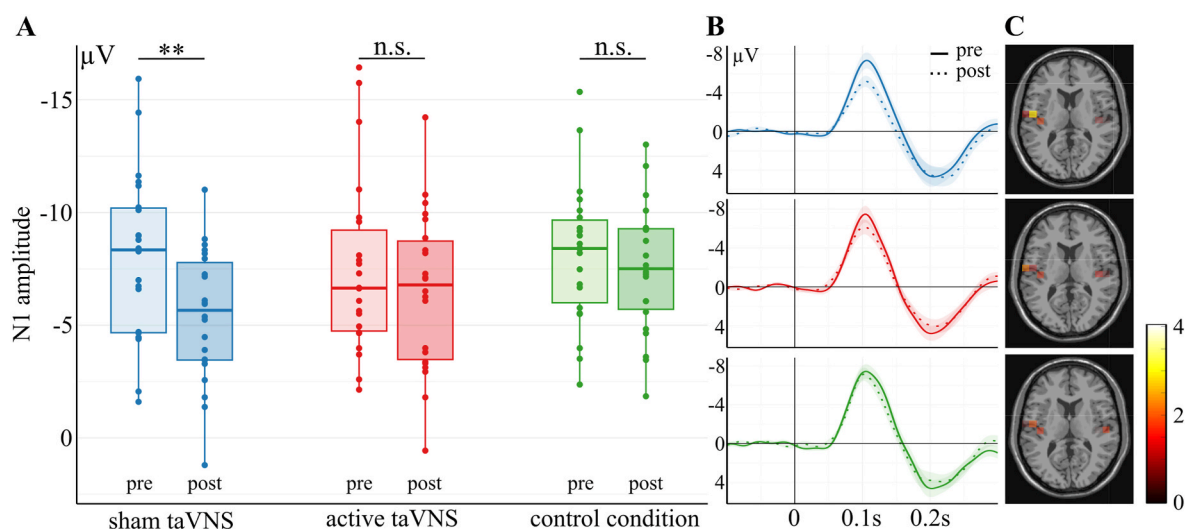 A
B
C
µV
**
n.s.
n.s.
-15
-10
-5
0
N1 amplitude
pre
post
pre
post
pre
post
sham taVNS
active taVNS
control condition
µV
pre
post
-8
-4
0
4
-8
-4
0
4
-8
-4
0
4
0
0.1s
0.2s
4
2
0